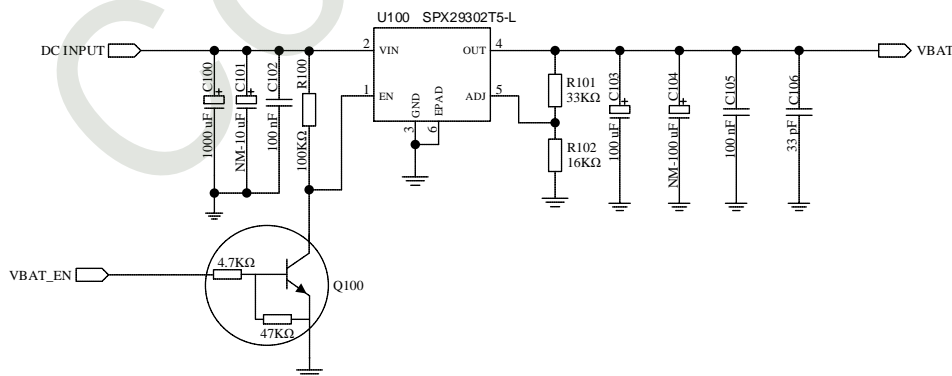 U100 SPX29302T5-L
DC INPUT
2 VIN
OUT 4
VBAT
1 EN
ADJ 5
GND
EPAD
3
6
C100
1000 uF
C101
NM-10 uF
C102
100 nF
R100
100KΩ
R101
33KΩ
R102
16KΩ
C103
100 uF
C104
NM-100 uF
C105
100 nF
C106
33 pF
+
+
+
+
VBAT_EN
4.7KΩ
47KΩ
Q100